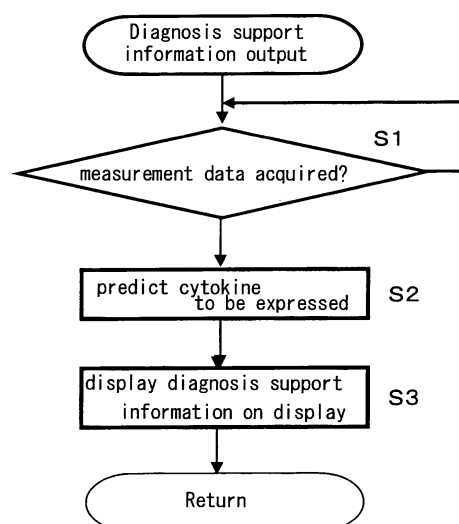 Diagnosis support
information output
S1
measurement data acquired?
predict cytokine
to be expressed
S2
display diagnosis support
information on display
S3
Return